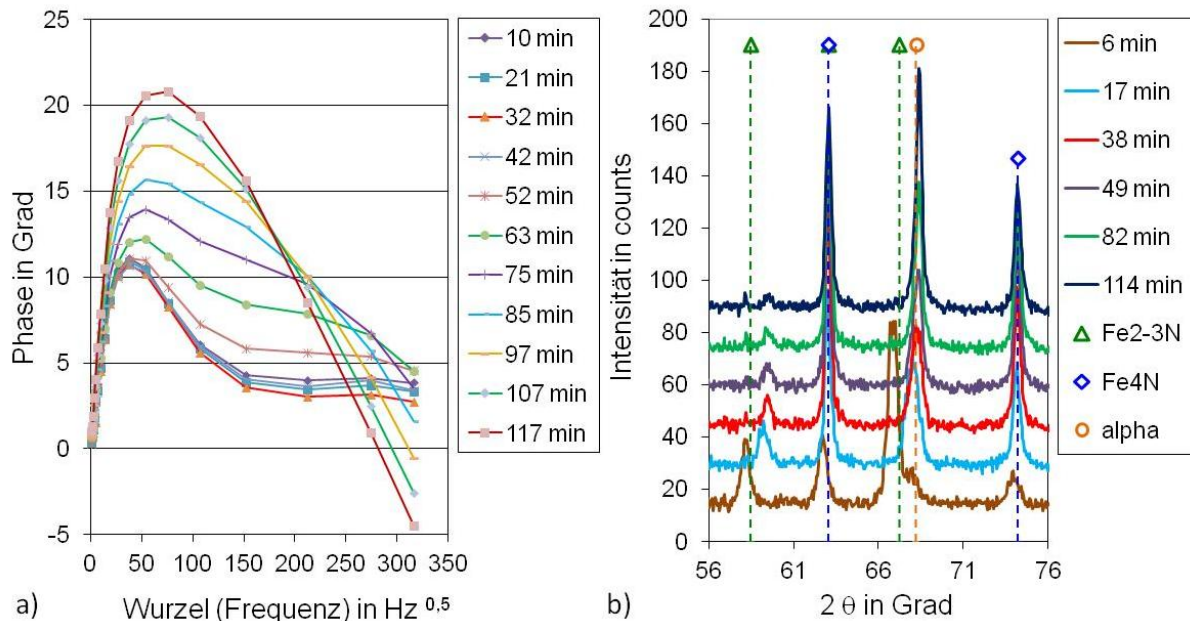 25
20
15
10
5
0
-5
0 50 100 150 200 250 300 350
Phase in Grad
Wurzel (Frequenz) in Hz 0,5
a)
10 min
21 min
32 min
42 min
52 min
63 min
75 min
85 min
97 min
107 min
117 min
200
180
160
140
120
100
80
60
40
20
0
56 61 66 71 76
Intensität in counts
2 θ in Grad
b)
6 min
17 min
38 min
49 min
82 min
114 min
Fe2-3N
Fe4N
alpha